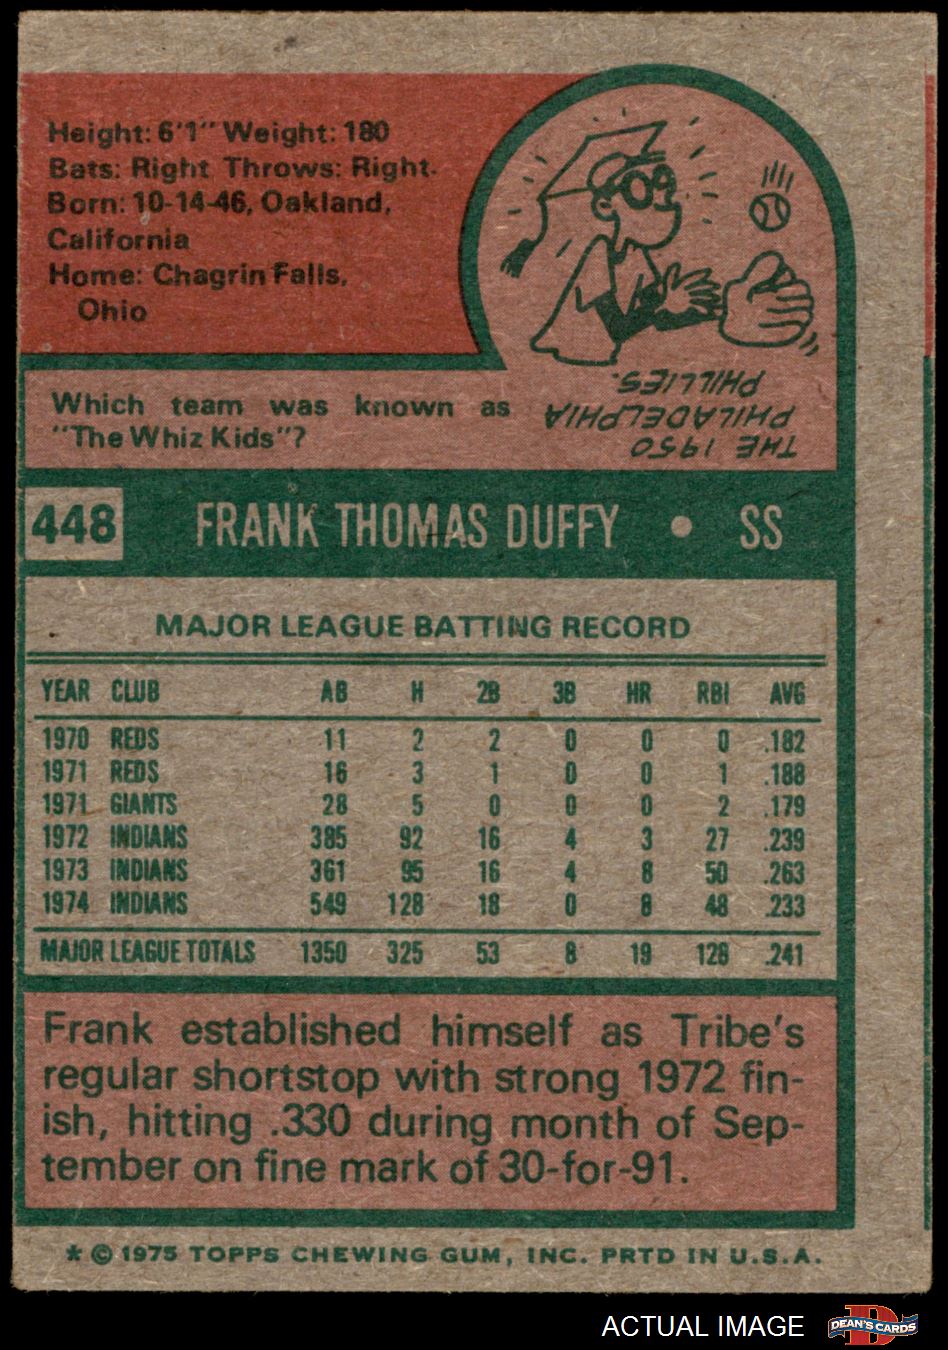 Height: 6'1" Weight: 180
Bats: Right Throws: Right.
Born: 10-14-46, Oakland,
California
Home: Chagrin Falls,
Ohio
Which team was known as
"The Whiz Kids"?
THE 1950
PHILADELPHIA
PHILLIES.
448 FRANK THOMAS DUFFY • SS
MAJOR LEAGUE BATTING RECORD
YEAR CLUB AB H 2B 3B HR RBI AVG
1970 REDS 11 2 2 0 0 0 .182
1971 REDS 16 3 1 0 0 1 .188
1971 GIANTS 28 5 0 0 0 2 .179
1972 INDIANS 385 92 16 4 3 27 .239
1973 INDIANS 361 95 16 4 8 50 .263
1974 INDIANS 549 128 18 0 8 48 .233
MAJOR LEAGUE TOTALS 1350 325 53 8 19 128 .241
Frank established himself as Tribe's
regular shortstop with strong 1972 fin-
ish, hitting .330 during month of Sep-
tember on fine mark of 30-for-91.
* © 1975 TOPPS CHEWING GUM, INC. PRTD IN U.S.A.
ACTUAL IMAGE
DEAN'S CARDS